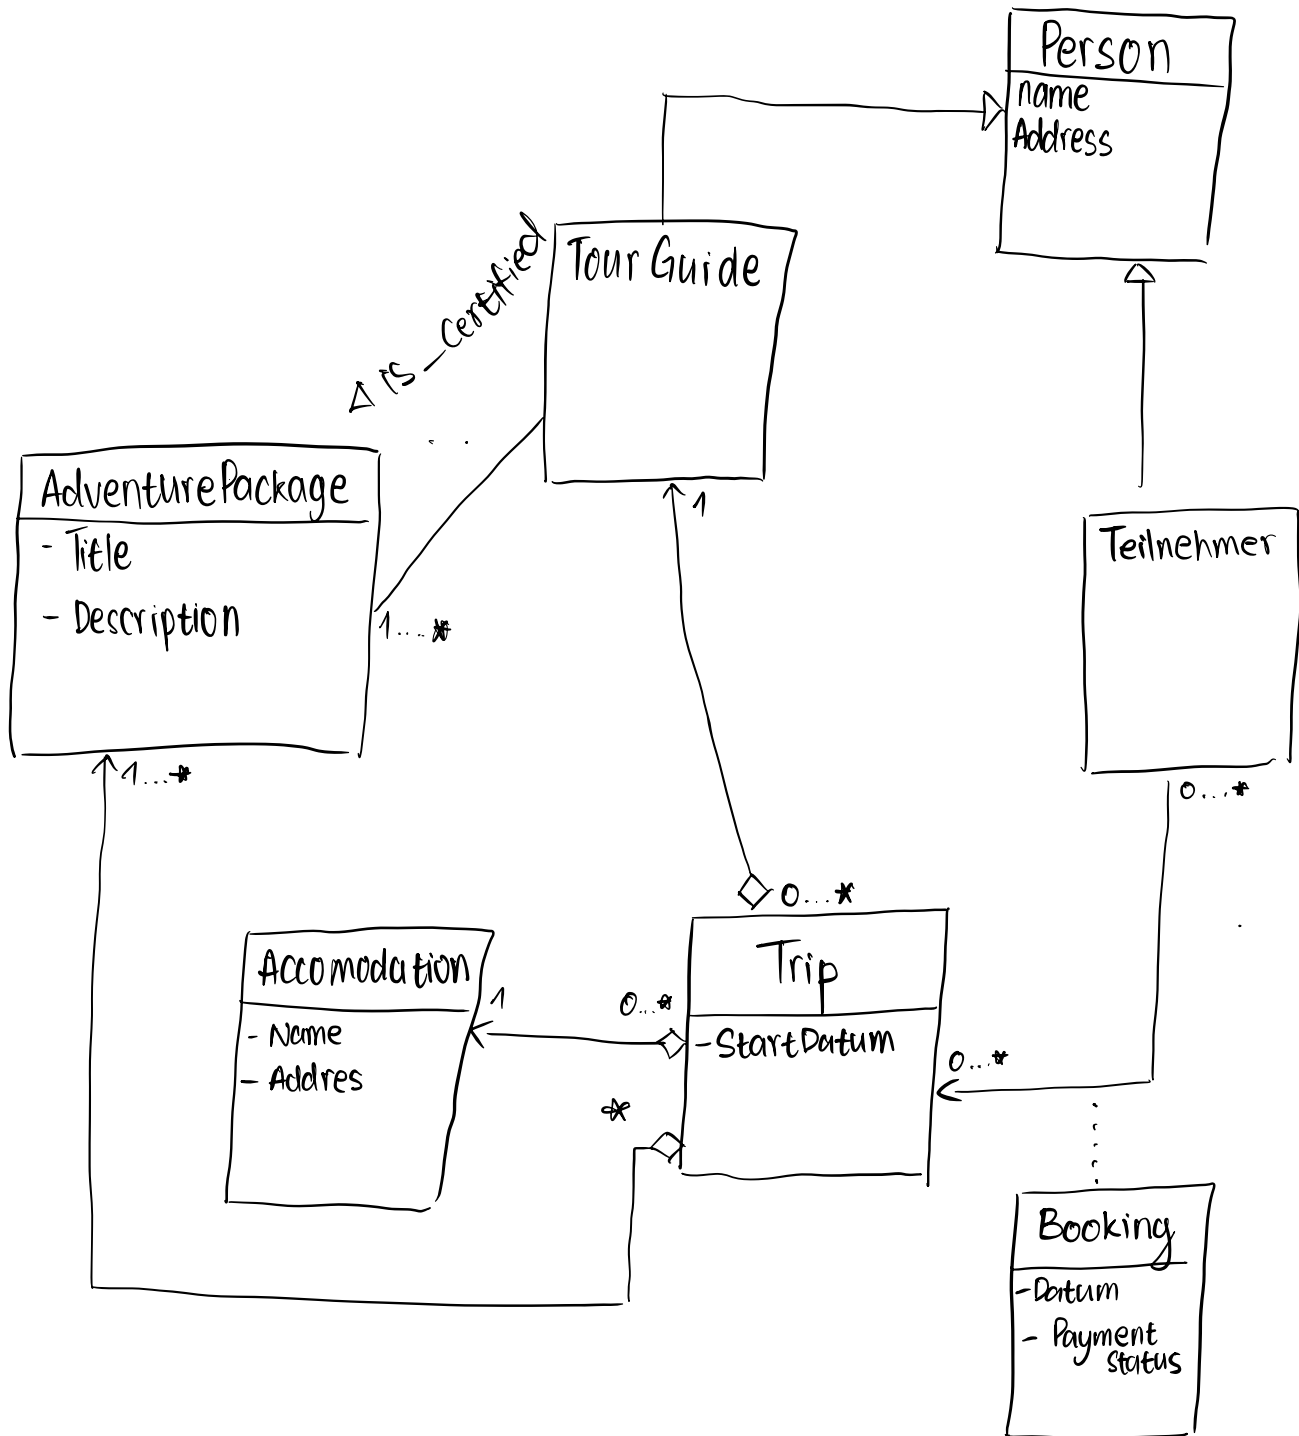 Person
name
Address
Tour Guide
is_certified
AdventurePackage
- Title
- Description
1...*
1
Teilnehmer
1...*
0...*
0...*
Accomodation
- Name
- Addres
1
0...*
Trip
- StartDatum
0...*
*
Booking
- Datum
- Payment
status